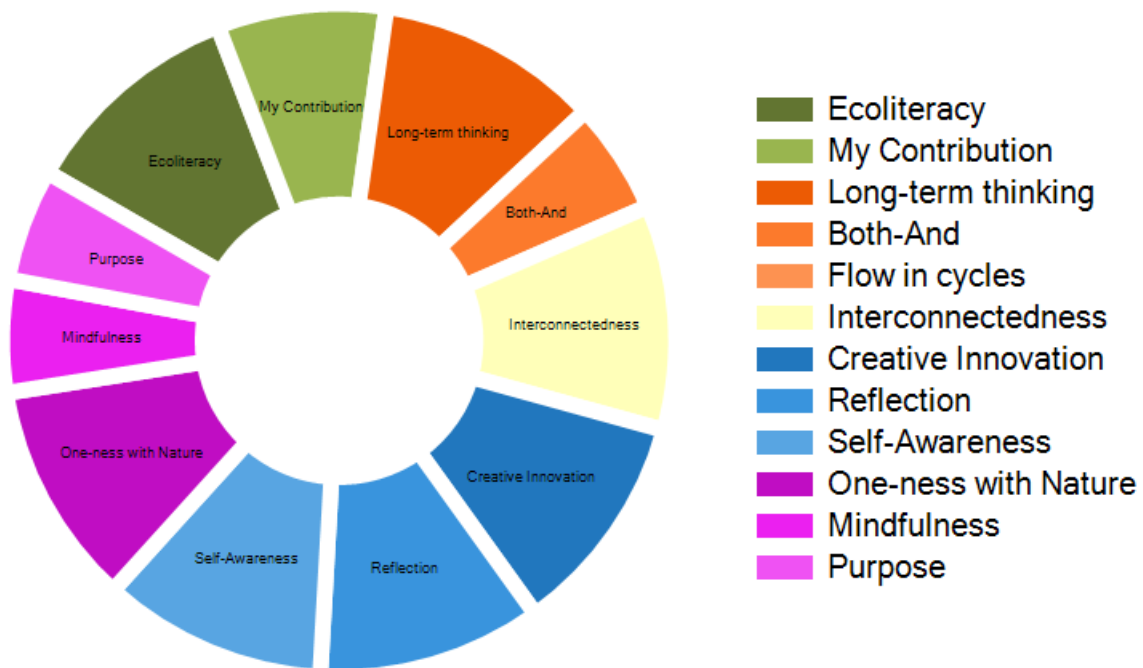 My Contribution
Long-term thinking
Ecoliteracy
Both-And
Purpose
Interconnectedness
Mindfulness
One-ness with Nature
Creative Innovation
Self-Awareness
Reflection
Ecoliteracy
My Contribution
Long-term thinking
Both-And
Flow in cycles
Interconnectedness
Creative Innovation
Reflection
Self-Awareness
One-ness with Nature
Mindfulness
Purpose